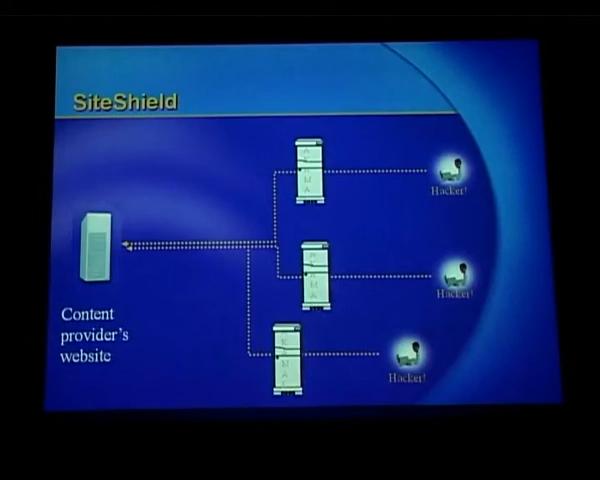 SiteShield
Hacker!
Hacker!
Content
provider's
website
Hacker!